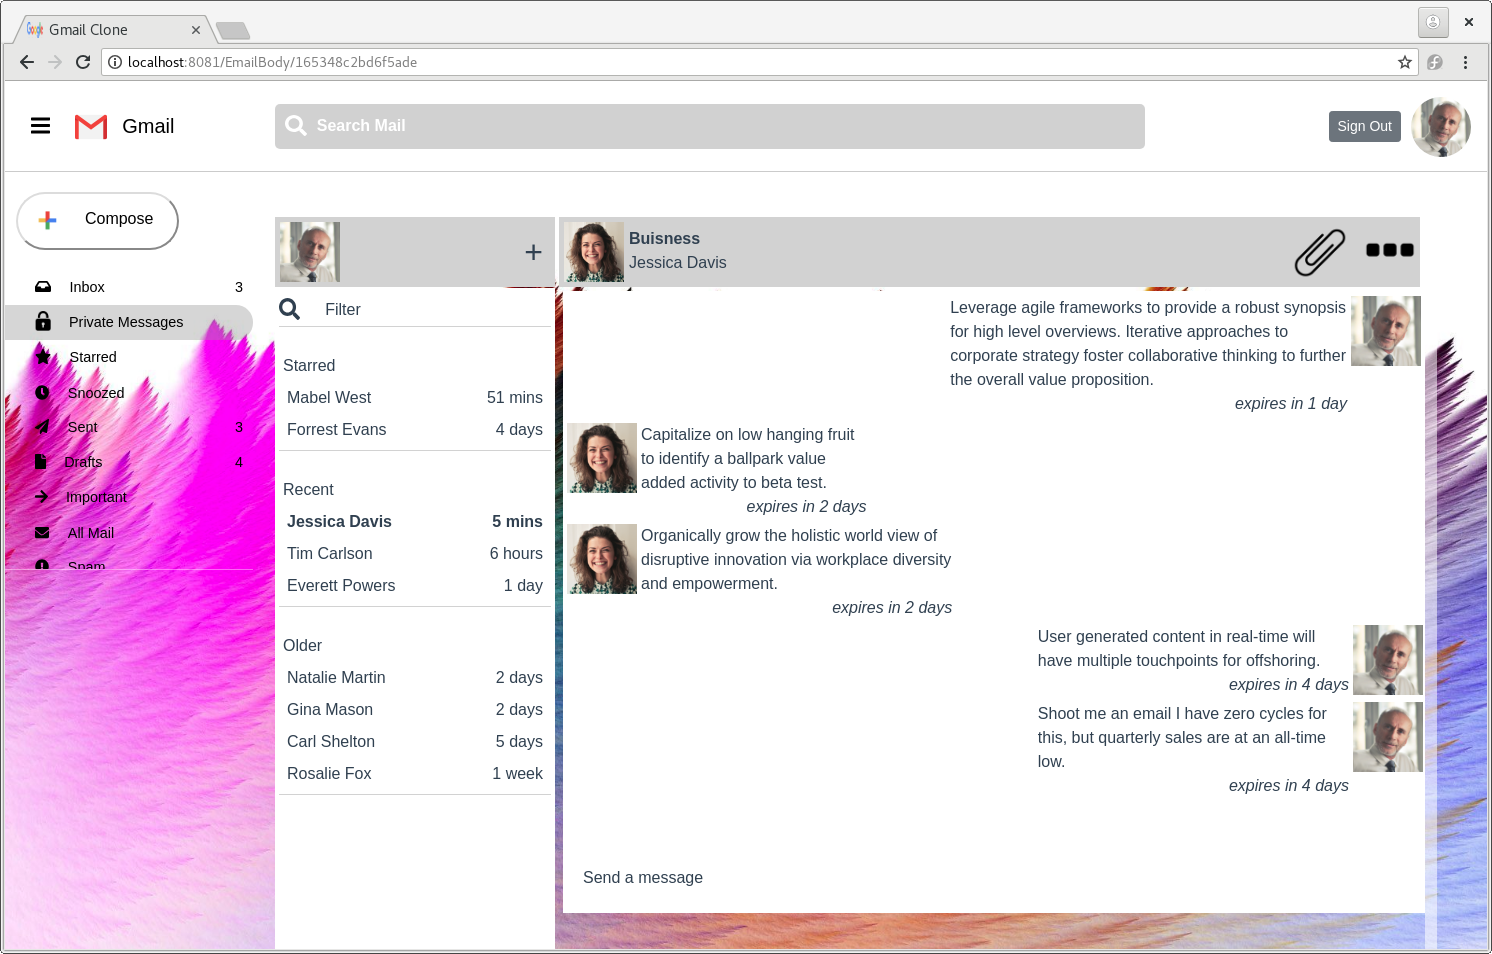 Gmail Clone
localhost:8081/EmailBody/165348c2bd6f5ade
Gmail
Search Mail
Sign Out
Compose
Inbox 3
Private Messages
Starred
Snoozed
Sent 3
Drafts 4
Important
All Mail
Spam
Filter
Starred
Mabel West 51 mins
Forrest Evans 4 days
Recent
Jessica Davis 5 mins
Tim Carlson 6 hours
Everett Powers 1 day
Older
Natalie Martin 2 days
Gina Mason 2 days
Carl Shelton 5 days
Rosalie Fox 1 week
Buisness
Jessica Davis
Leverage agile frameworks to provide a robust synopsis
for high level overviews. Iterative approaches to
corporate strategy foster collaborative thinking to further
the overall value proposition.
expires in 1 day
Capitalize on low hanging fruit
to identify a ballpark value
added activity to beta test.
expires in 2 days
Organically grow the holistic world view of
disruptive innovation via workplace diversity
and empowerment.
expires in 2 days
User generated content in real-time will
have multiple touchpoints for offshoring.
expires in 4 days
Shoot me an email I have zero cycles for
this, but quarterly sales are at an all-time
low.
expires in 4 days
Send a message